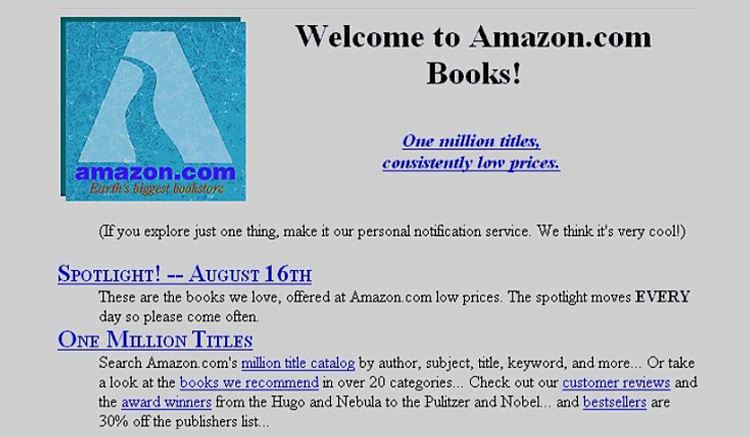 amazon.com
Earth's biggest bookstore
Welcome to Amazon.com
Books!
One million titles,
consistently low prices.
(If you explore just one thing, make it our personal notification service. We think it's very cool!)
SPOTLIGHT! -- AUGUST 16TH
These are the books we love, offered at Amazon.com low prices. The spotlight moves EVERY
day so please come often.
ONE MILLION TITLES
Search Amazon.com's million title catalog by author, subject, title, keyword, and more... Or take
a look at the books we recommend in over 20 categories... Check out our customer reviews and
the award winners from the Hugo and Nebula to the Pulitzer and Nobel... and bestsellers are
30% off the publishers list...